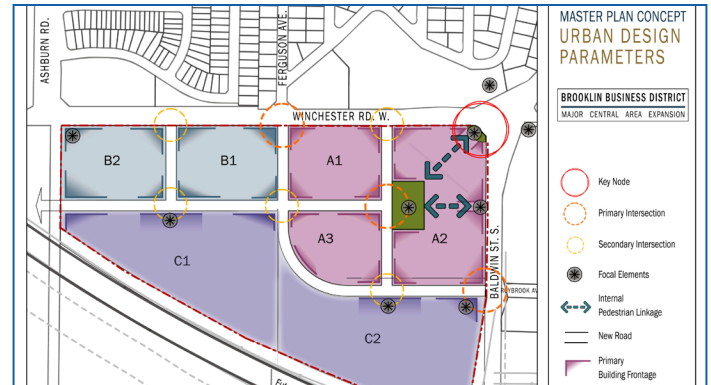 MASTER PLAN CONCEPT
URBAN DESIGN
PARAMETERS
BROOKLIN BUSINESS DISTRICT
MAJOR CENTRAL AREA EXPANSION
Key Node
Primary Intersection
Secondary Intersection
Focal Elements
Internal
Pedestrian Linkage
New Road
Primary
Building Frontage
ASHBURN RD.
FERGUSON AVE.
WINCHESTER RD. W.
B2
B1
A1
A3
A2
C1
C2
BALDWIN ST. S.